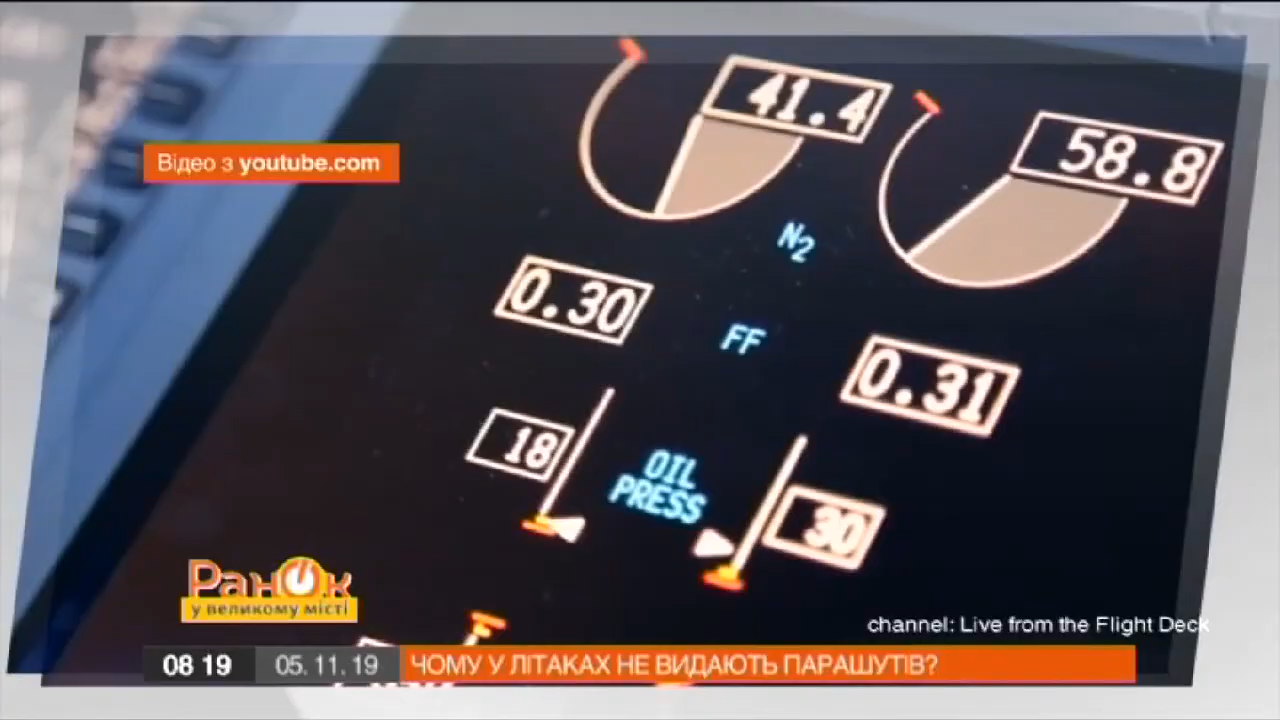 41.4
58.8
Відео з youtube.com
N2
0.30
FF
0.31
18
OIL
PRESS
30
Ранок
у великому місті
channel: Live from the Flight Deck
08 19
05. 11. 19
ЧОМУ У ЛІТАКАХ НЕ ВИДАЮТЬ ПАРАШУТІВ?